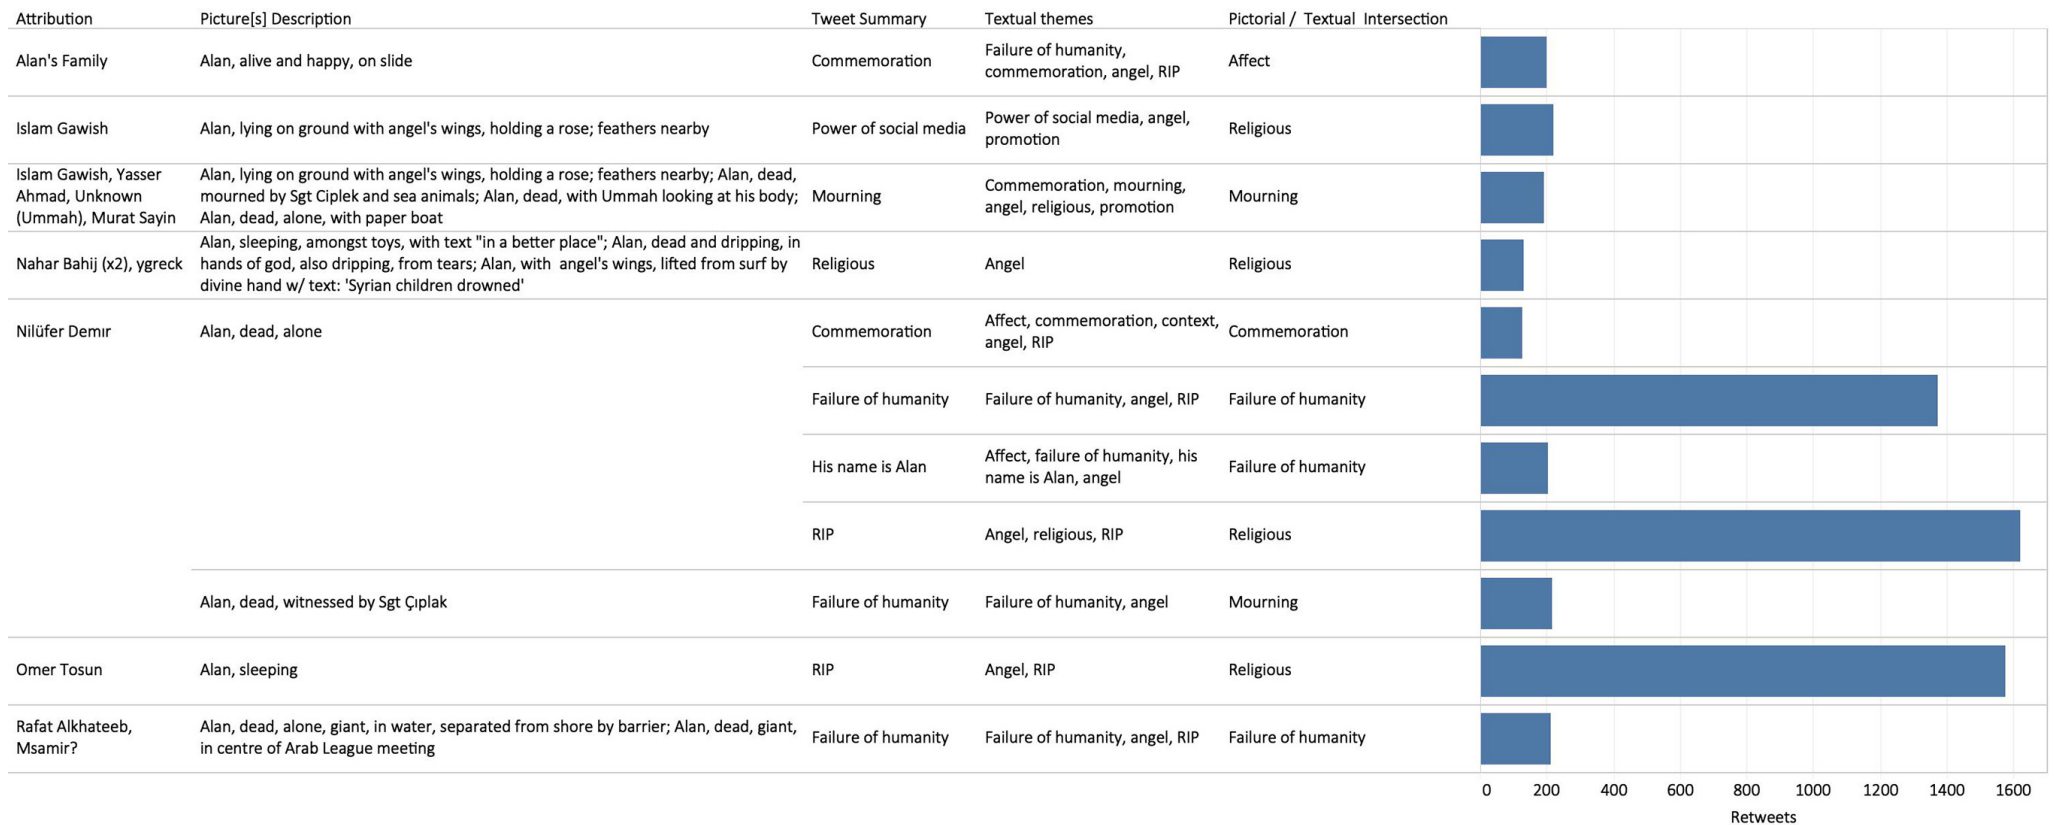 Attribution Picture[s] Description Tweet Summary Textual themes Pictorial / Textual Intersection
Alan's Family
Alan, alive and happy, on slide
Commemoration
Failure of humanity,
commemoration, angel, RIP
Affect
Islam Gawish
Alan, lying on ground with angel's wings, holding a rose; feathers nearby
Power of social media
Power of social media, angel,
promotion
Religious
Islam Gawish, Yasser
Ahmad, Unknown
(Ummah), Murat Sayin
Alan, lying on ground with angel's wings, holding a rose; feathers nearby; Alan, dead,
mourned by Sgt Ciplek and sea animals; Alan, dead, with Ummah looking at his body;
Alan, dead, alone, with paper boat
Mourning
Commemoration, mourning,
angel, religious, promotion
Mourning
Nahar Bahij (x2), ygreck
Alan, sleeping, amongst toys, with text "in a better place"; Alan, dead and dripping, in
hands of god, also dripping, from tears; Alan, with angel's wings, lifted from surf by
divine hand w/ text: 'Syrian children drowned'
Religious
Angel
Religious
Nilüfer Demır
Alan, dead, alone
Commemoration
Affect, commemoration, context,
angel, RIP
Commemoration
Failure of humanity
Failure of humanity, angel, RIP
Failure of humanity
His name is Alan
Affect, failure of humanity, his
name is Alan, angel
Failure of humanity
RIP
Angel, religious, RIP
Religious
Alan, dead, witnessed by Sgt Çıplak
Failure of humanity
Failure of humanity, angel
Mourning
Omer Tosun
Alan, sleeping
RIP
Angel, RIP
Religious
Rafat Alkhateeb,
Msamir?
Alan, dead, alone, giant, in water, separated from shore by barrier; Alan, dead, giant,
in centre of Arab League meeting
Failure of humanity
Failure of humanity, angel, RIP
Failure of humanity
0 200 400 600 800 1000 1200 1400 1600
Retweets